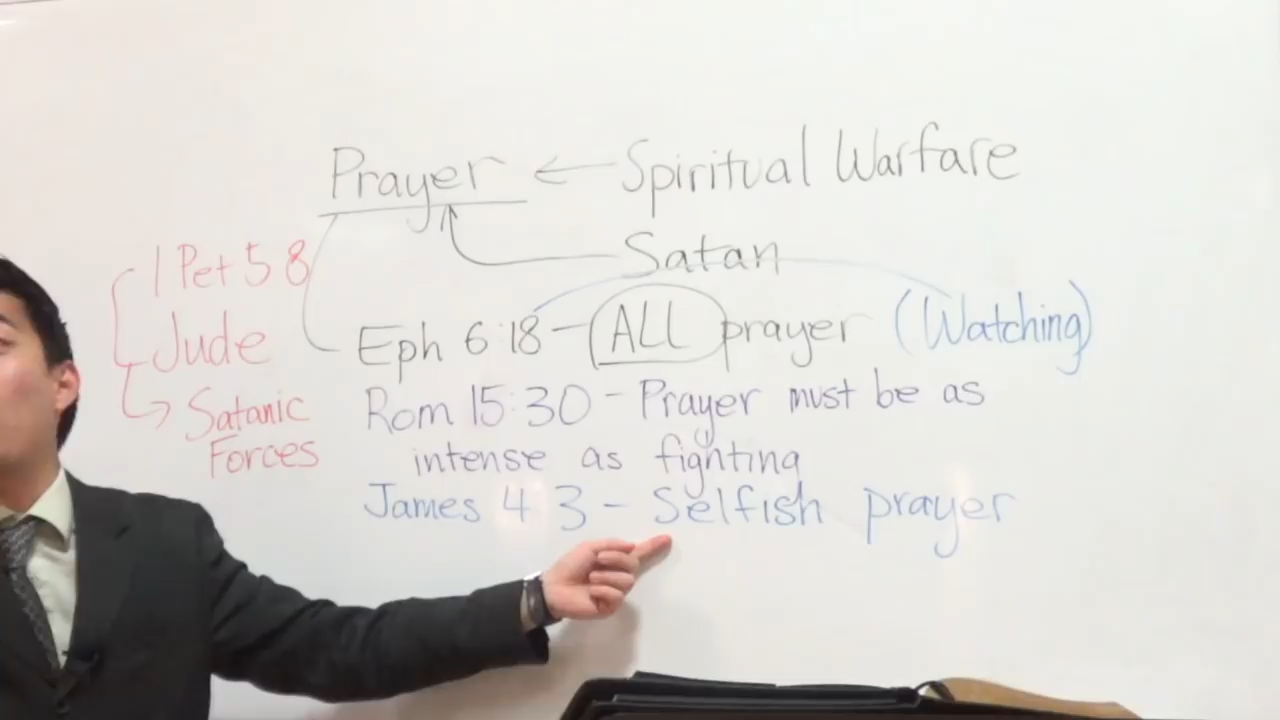 Prayer ← Spiritual Warfare
Satan
1 Pet 5 8
Jude
Satanic
Forces
Eph 6:18 - ALL prayer (Watching)
Rom 15:30 - Prayer must be as
intense as fighting
James 4 3 - Selfish prayer